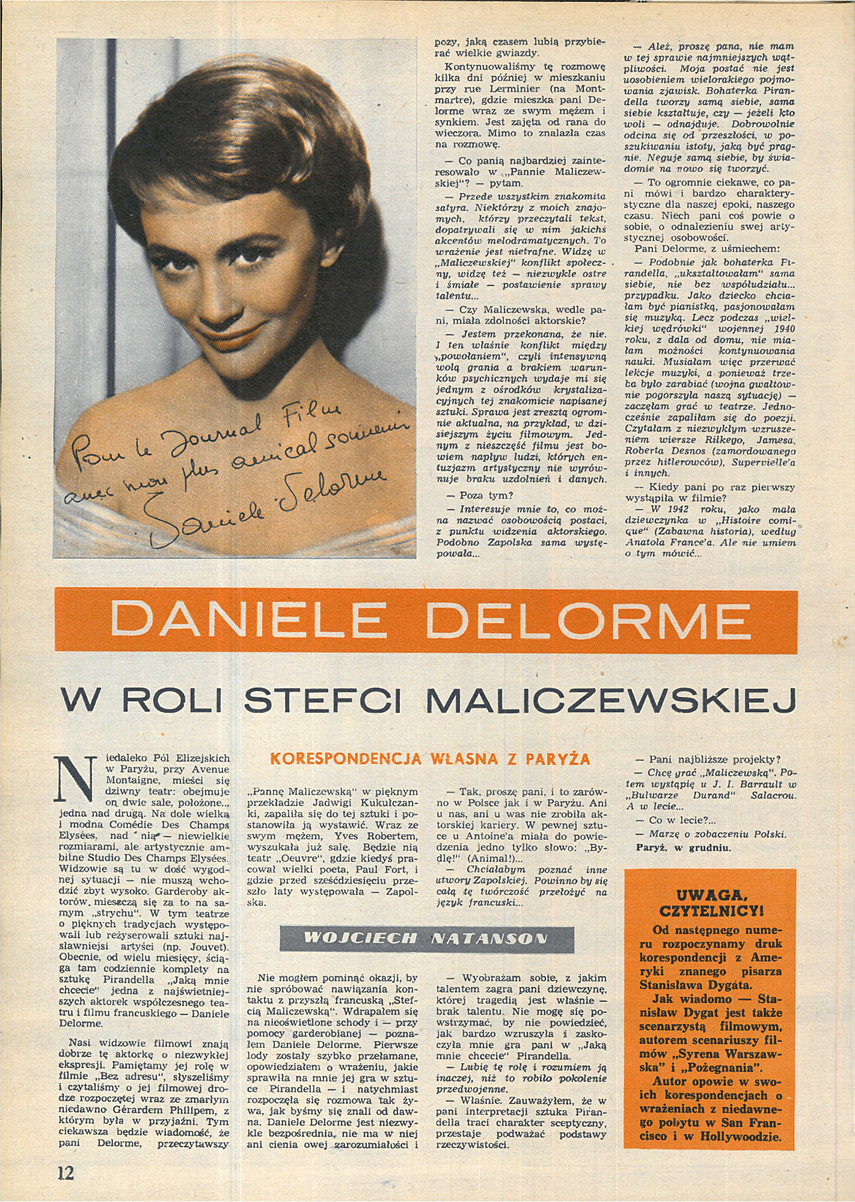 Pour le Journal Film
avec mon plus amical souvenir
Daniele Delorme
pozy, jaką czasem lubią przybie-
rać wielkie gwiazdy.
Kontynuowaliśmy tę rozmowę
kilka dni później w mieszkaniu
przy rue Lerminier (na Mont-
martre), gdzie mieszka pani De-
lorme wraz ze swym mężem i
synkiem. Jest zajęta od rana do
wieczora. Mimo to znalazła czas
na rozmowę.
— Co panią najbardziej zainte-
resowało w „Pannie Maliczew-
skiej“? — pytam.
— Przede wszystkim znakomita
satyra. Niektórzy z moich znajo-
mych, którzy przeczytali tekst,
dopatrywali się w nim jakichś
akcentów melodramatycznych. To
wrażenie jest nietrafne. Widzę w
„Maliczewskiej“ konflikt społecz-
ny, widzę też — niezwykle ostre
i śmiałe — postawienie sprawy
talentu...
— Czy Maliczewska, wedle pa-
ni, miała zdolności aktorskie?
— Jestem przekonana, że nie.
I ten właśnie konflikt między
„powołaniem“, czyli intensywną
wolą grania a brakiem warun-
ków psychicznych wydaje mi się
jednym z ośrodków krystaliza-
cyjnych tej znakomicie napisanej
sztuki. Sprawa jest zresztą ogrom-
nie aktualna, na przykład, w dzi-
siejszym życiu filmowym. Jed-
nym z nieszczęść filmu jest bo-
wiem napływ ludzi, których en-
tuzjazm artystyczny nie wyrów-
nuje braku uzdolnień i danych.
— Poza tym?
— Interesuje mnie to, co moż-
na nazwać osobowością postaci,
z punktu widzenia aktorskiego.
Podobno Zapolska sama wystę-
powała...
— Ależ, proszę pana, nie mam
w tej sprawie najmniejszych wąt-
pliwości. Moja postać nie jest
uosobieniem wielorakiego pojmo-
wania zjawisk. Bohaterka Piran-
della tworzy samą siebie, sama
siebie kształtuje, czy — jeżeli kto
woli — odnajduje. Dobrowolnie
odcina się od przeszłości, w po-
szukiwaniu istoty, jaką być prag-
nie. Neguje samą siebie, by świa-
domie na nowo się tworzyć.
— To ogromnie ciekawe, co pa-
ni mówi i bardzo charaktery-
styczne dla naszej epoki, naszego
czasu. Niech pani coś powie o
sobie, o odnalezieniu swej arty-
stycznej osobowości.
Pani Delorme, z uśmiechem:
— Podobnie jak bohaterka Pi-
randella, „ukształtowałam“ sama
siebie, nie bez współudziału...
przypadku. Jako dziecko chcia-
łam być pianistką, pasjonowałam
się muzyką. Lecz podczas „wiel-
kiej wędrówki“ wojennej 1940
roku, z dala od domu, nie mia-
łam możności kontynuowania
nauki. Musiałam więc przerwać
lekcje muzyki, a ponieważ trze-
ba było zarabiać (wojna gwałtow-
nie pogorszyła naszą sytuację) —
zaczęłam grać w teatrze. Jedno-
cześnie zapaliłam się do poezji.
Czytałam z niezwykłym wzrusze-
niem wiersze Rilkego, Jamesa,
Roberta Desnos (zamordowanego
przez hitlerowców), Supervielle'a
i innych.
— Kiedy pani po raz pierwszy
wystąpiła w filmie?
— W 1942 roku, jako mała
dziewczynka w „Histoire comi-
que“ (Zabawna historia), według
Anatola France'a. Ale nie umiem
o tym mówić...
DANIELE DELORME
W ROLI STEFCI MALICZEWSKIEJ
Niedaleko Pól Elizejskich
w Paryżu, przy Avenue
Montaigne, mieści się
dziwny teatr: obejmuje
on dwie sale, położone...
jedna nad drugą. Na dole wielka
i modna Comédie Des Champs
Elysées, nad nią — niewielkie
rozmiarami, ale artystycznie am-
bitne Studio Des Champs Elysées.
Widzowie są tu w dość wygod-
nej sytuacji — nie muszą wcho-
dzić zbyt wysoko. Garderoby ak-
torów mieszczą się za to na sa-
mym „strychu“. W tym teatrze
o pięknych tradycjach występo-
wali lub reżyserowali sztuki naj-
sławniejsi artyści (np. Jouvet).
Obecnie, od wielu miesięcy, ścią-
ga tam codziennie komplety na
sztukę Pirandella „Jaką mnie
chcecie“ jedna z najświetniej-
szych aktorek współczesnego tea-
tru i filmu francuskiego — Daniele
Delorme.
Nasi widzowie filmowi znają
dobrze tę aktorkę o niezwykłej
ekspresji. Pamiętamy jej rolę w
filmie „Bez adresu“, słyszeliśmy
i czytaliśmy o jej filmowej dro-
dze rozpoczętej wraz ze zmarłym
niedawno Gérardem Philipem, z
którym była w przyjaźni. Tym
ciekawsza będzie wiadomość, że
pani Delorme, przeczytawszy
KORESPONDENCJA WŁASNA Z PARYŻA
„Pannę Maliczewską“ w pięknym
przekładzie Jadwigi Kukułczan-
ki, zapaliła się do tej sztuki i po-
stanowiła ją wystawić. Wraz ze
swym mężem, Yves Robertem,
wyszukała już salę. Będzie nią
teatr „Oeuvre“, gdzie kiedyś pra-
cował wielki poeta, Paul Fort, i
gdzie przed sześćdziesięciu prze-
szło laty występowała — Zapol-
ska.
— Tak, proszę pani, i to zarów-
no w Polsce jak i w Paryżu. Ani
u nas, ani u was nie zrobiła ak-
torskiej kariery. W pewnej sztu-
ce u Antoine'a miała do powie-
dzenia jedno tylko słowo: „By-
dlę!“ (Animal!)...
— Chciałabym poznać inne
utwory Zapolskiej. Powinno by się
całą tę twórczość przełożyć na
język francuski...
WOJCIECH NATANSON
Nie mogłem pominąć okazji, by
nie spróbować nawiązania kon-
taktu z przyszłą francuską „Stef-
cią Maliczewską“. Wdrapałem się
na nieoświetlone schody i — przy
pomocy garderobianej — pozna-
łem Daniele Delorme. Pierwsze
lody zostały szybko przełamane,
opowiedziałem o wrażeniu, jakie
sprawiła na mnie jej gra w sztu-
ce Pirandella — i natychmiast
rozpoczęła się rozmowa tak ży-
wa, jak byśmy się znali od daw-
na. Daniele Delorme jest niezwy-
kle bezpośrednia, nie ma w niej
ani cienia owej zarozumiałości i
— Wyobrażam sobie, z jakim
talentem zagra pani dziewczynę,
której tragedią jest właśnie —
brak talentu. Nie mogę się po-
wstrzymać, by nie powiedzieć,
jak bardzo wzruszyła i zasko-
czyła mnie gra pani w „Jaką
mnie chcecie“ Pirandella.
— Lubię tę rolę i rozumiem ją
inaczej, niż to robiło pokolenie
przedwojenne.
— Właśnie. Zauważyłem, że w
pani interpretacji sztuka Piran-
della traci charakter sceptyczny,
przestaje podważać podstawy
rzeczywistości.
— Pani najbliższe projekty?
— Chcę grać „Maliczewską“. Po-
tem wystąpię u J. L. Barrault w
„Bulwarze Durand“ Salacrou.
A w lecie...
— Co w lecie?...
— Marzę o zobaczeniu Polski.
Paryż, w grudniu.
UWAGA,
CZYTELNICY!
Od następnego nume-
ru rozpoczynamy druk
korespondencji z Ame-
ryki znanego pisarza
Stanisława Dygata.
Jak wiadomo — Sta-
nisław Dygat jest także
scenarzystą filmowym,
autorem scenariuszy fil-
mów „Syrena Warszaw-
ska“ i „Pożegnania“.
Autor opowie w swo-
ich korespondencjach o
wrażeniach z niedawne-
go pobytu w San Fran-
cisco i w Hollywoodzie.
12